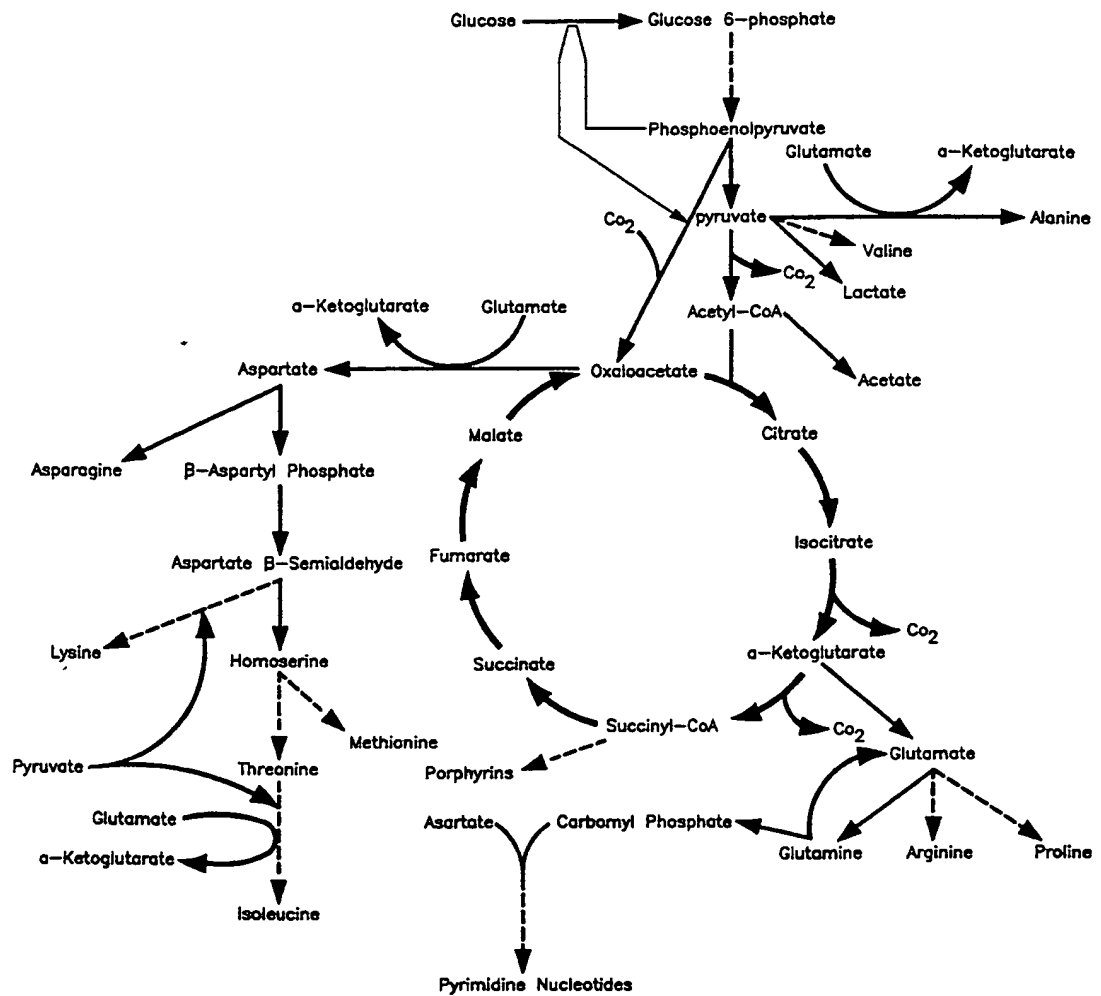 Glucose
Glucose 6-phosphate
Phosphoenolpyruvate
Glutamate
α-Ketoglutarate
Co2
pyruvate
Alanine
Valine
Co2
Lactate
α-Ketoglutarate
Glutamate
Acetyl-CoA
Aspartate
Oxaloacetate
Acetate
Malate
Citrate
Asparagine
β-Aspartyl Phosphate
Isocitrate
Fumarate
Aspartate β-Semialdehyde
Co2
Lysine
Homoserine
Succinate
α-Ketoglutarate
Succinyl-CoA
Co2
Methionine
Glutamate
Pyruvate
Threonine
Porphyrins
Glutamate
Asartate
Carbomyl Phosphate
α-Ketoglutarate
Glutamine
Arginine
Proline
Isoleucine
Pyrimidine Nucleotides